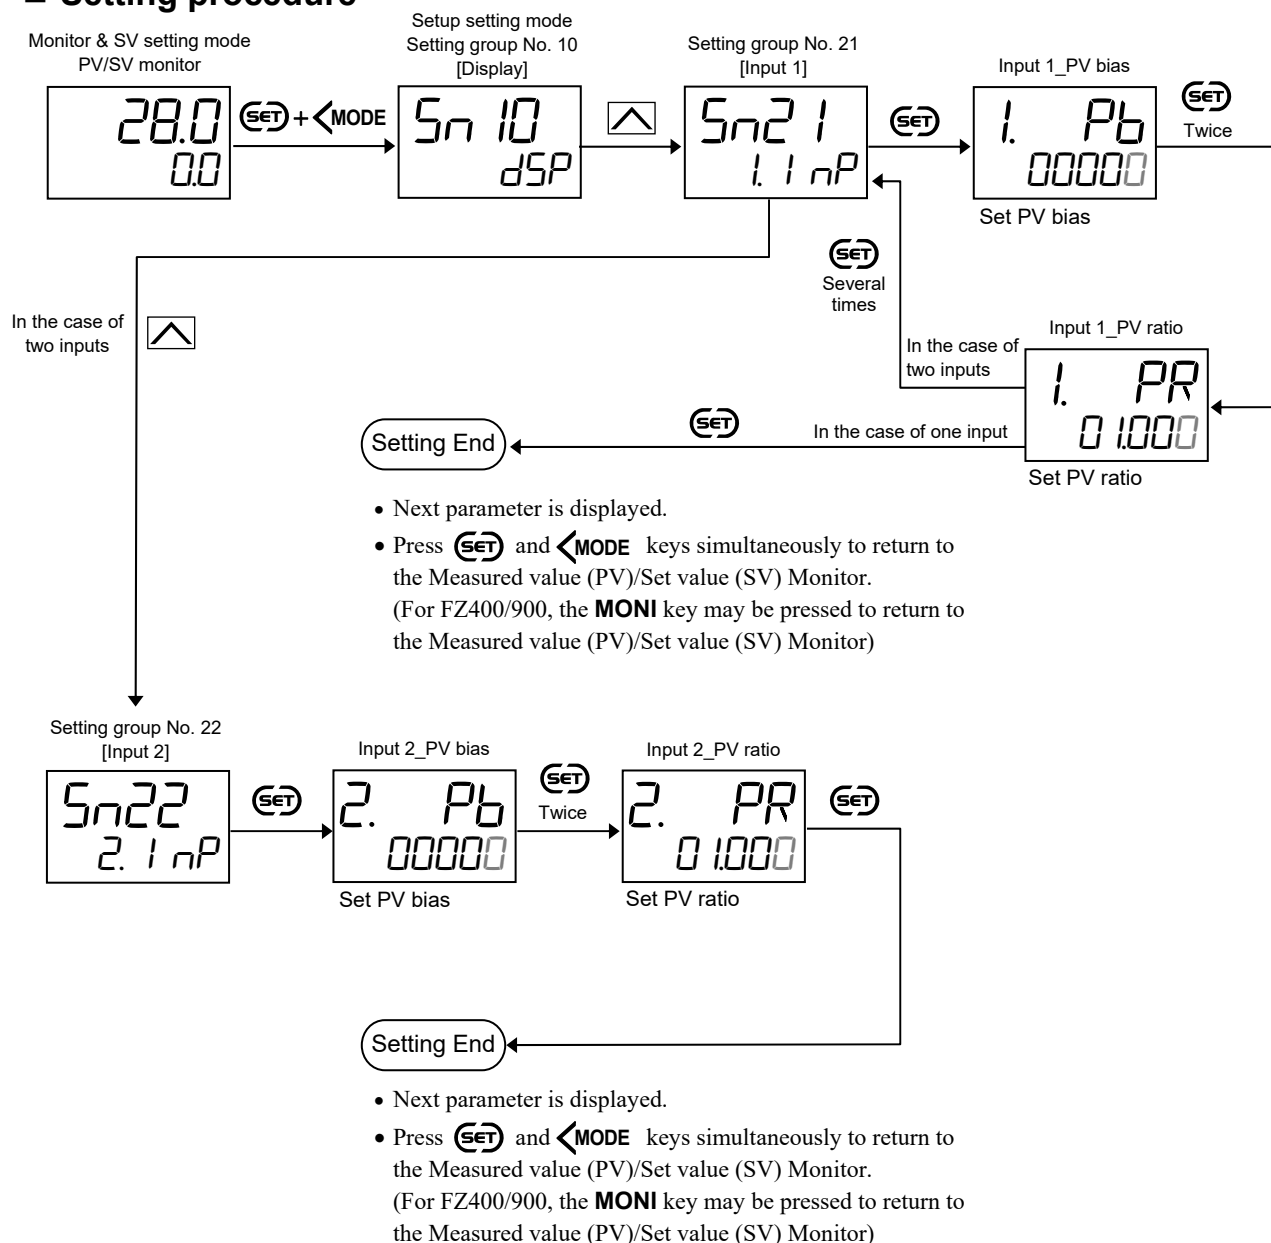 ■ Setting procedure
Monitor & SV setting mode
PV/SV monitor
28.0
0.0
SET + <MODE
Setup setting mode
Setting group No. 10
[Display]
Sn 10
dSP
Setting group No. 21
[Input 1]
Sn21
1. I nP
SET
Input 1_PV bias
1. Pb
00000
Set PV bias
SET
Twice
SET
Several
times
In the case of
two inputs
In the case of
two inputs
Input 1_PV ratio
1. PR
01.000
Set PV ratio
SET
In the case of one input
Setting End
• Next parameter is displayed.
• Press SET and <MODE keys simultaneously to return to
the Measured value (PV)/Set value (SV) Monitor.
(For FZ400/900, the MONI key may be pressed to return to
the Measured value (PV)/Set value (SV) Monitor)
Setting group No. 22
[Input 2]
Sn22
2. I nP
SET
Input 2_PV bias
2. Pb
00000
Set PV bias
SET
Twice
Input 2_PV ratio
2. PR
01.000
Set PV ratio
SET
Setting End
• Next parameter is displayed.
• Press SET and <MODE keys simultaneously to return to
the Measured value (PV)/Set value (SV) Monitor.
(For FZ400/900, the MONI key may be pressed to return to
the Measured value (PV)/Set value (SV) Monitor)